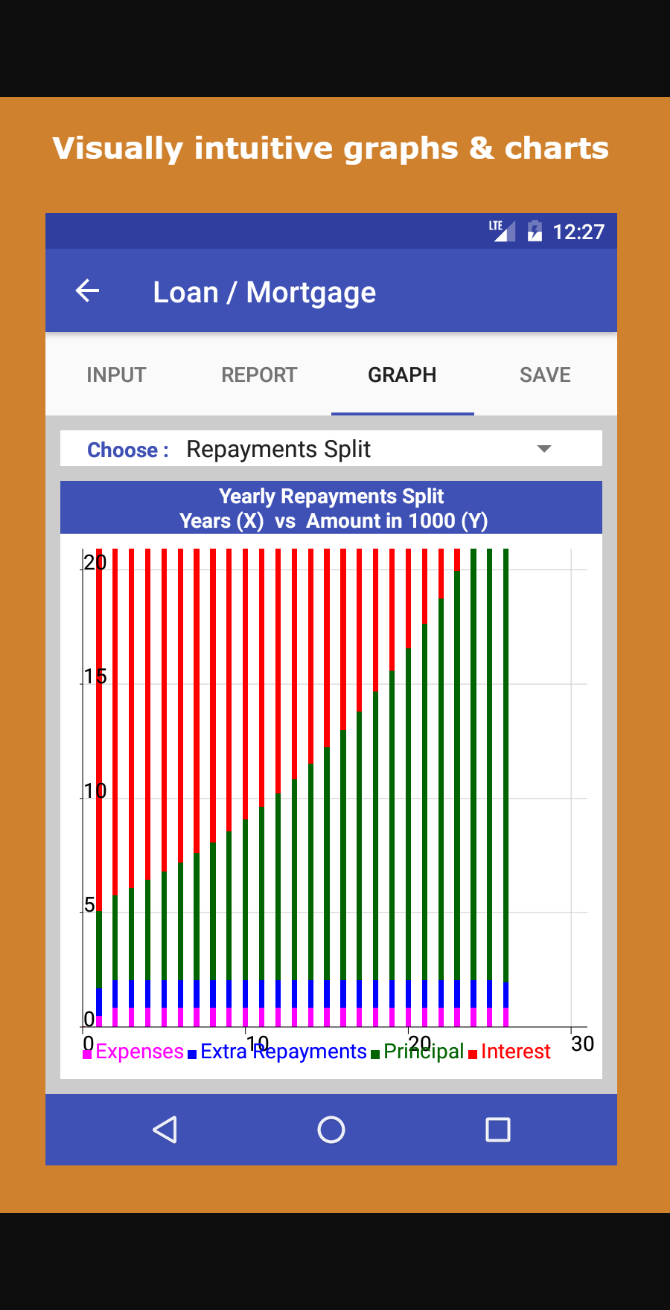 Visually intuitive graphs & charts
LTE 12:27
Loan / Mortgage
INPUT REPORT GRAPH SAVE
Choose : Repayments Split
Yearly Repayments Split
Years (X) vs Amount in 1000 (Y)
20
15
10
5
0
0 10 20 30
Expenses Extra Repayments Principal Interest